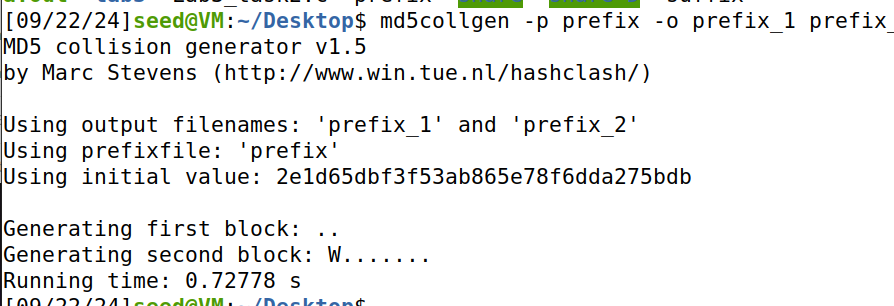 [09/22/24]seed@VM:~/Desktop$ md5collgen -p prefix -o prefix_1 prefix_
MD5 collision generator v1.5
by Marc Stevens (http://www.win.tue.nl/hashclash/)
Using output filenames: 'prefix_1' and 'prefix_2'
Using prefixfile: 'prefix'
Using initial value: 2e1d65dbf3f53ab865e78f6dda275bdb
Generating first block: ..
Generating second block: W.......
Running time: 0.72778 s
[09/22/24]seed@VM:~/Desktop$